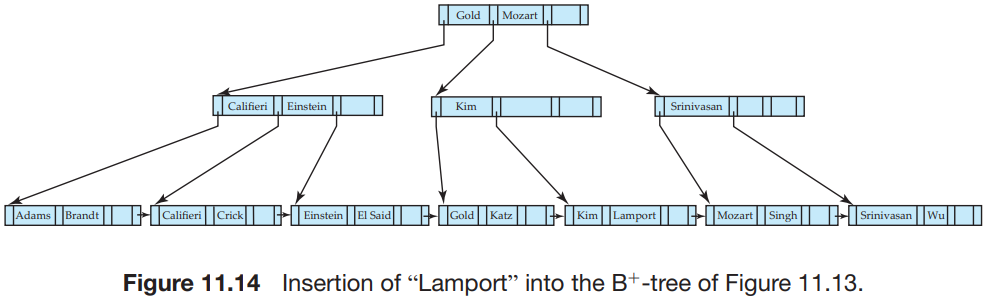 Gold Mozart
Califieri Einstein Kim Srinivasan
Adams Brandt Califieri Crick Einstein El Said Gold Katz Kim Lamport Mozart Singh Srinivasan Wu
Figure 11.14 Insertion of “Lamport” into the B+-tree of Figure 11.13.